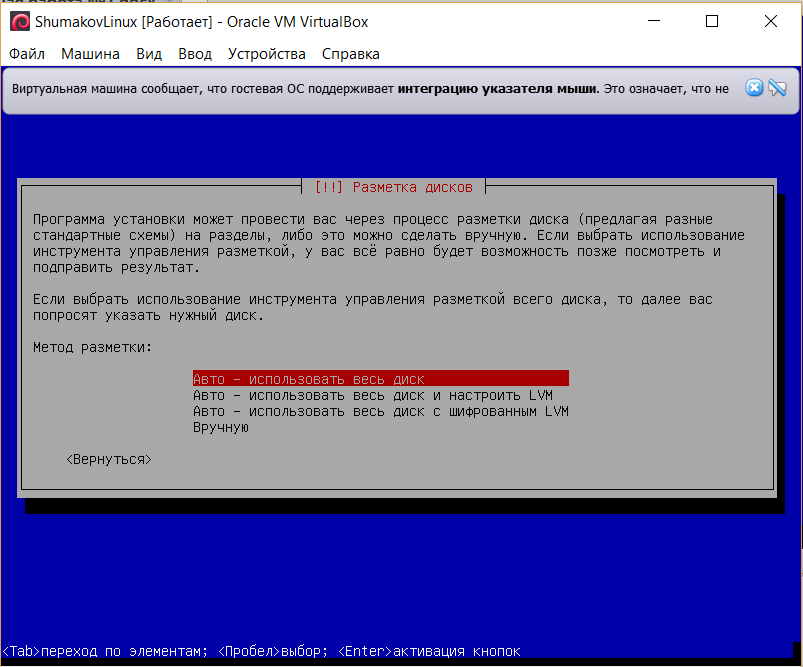 ShumakovLinux [Работает] - Oracle VM VirtualBox
Файл Машина Вид Ввод Устройства Справка
Виртуальная машина сообщает, что гостевая ОС поддерживает интеграцию указателя мыши. Это означает, что не
[!!] Разметка дисков
Программа установки может провести вас через процесс разметки диска (предлагая разные
стандартные схемы) на разделы, либо это можно сделать вручную. Если выбрать использование
инструмента управления разметкой, у вас всё равно будет возможность позже посмотреть и
подправить результат.
Если выбрать использование инструмента управления разметкой всего диска, то далее вас
попросят указать нужный диск.
Метод разметки:
Авто - использовать весь диск
Авто - использовать весь диск и настроить LVM
Авто - использовать весь диск с шифрованным LVM
Вручную
<Вернуться>
<Tab>переход по элементам; <Пробел>выбор; <Enter>активация кнопок